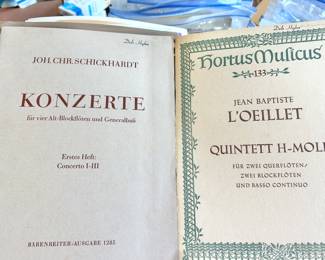 JOH. CHR. SCHICKHARDT
KONZERTE
für vier Alt-Blockflöten und Generalbaß
Erstes Heft:
Concerto I-III
BÄRENREITER-AUSGABE 1285
Hortus Musicus
133
JEAN BAPTISTE
L'OEILLET
QUINTETT H-MOLL
FÜR ZWEI QUERFLÖTEN,
ZWEI BLOCKFLÖTEN
UND BASSO CONTINUO